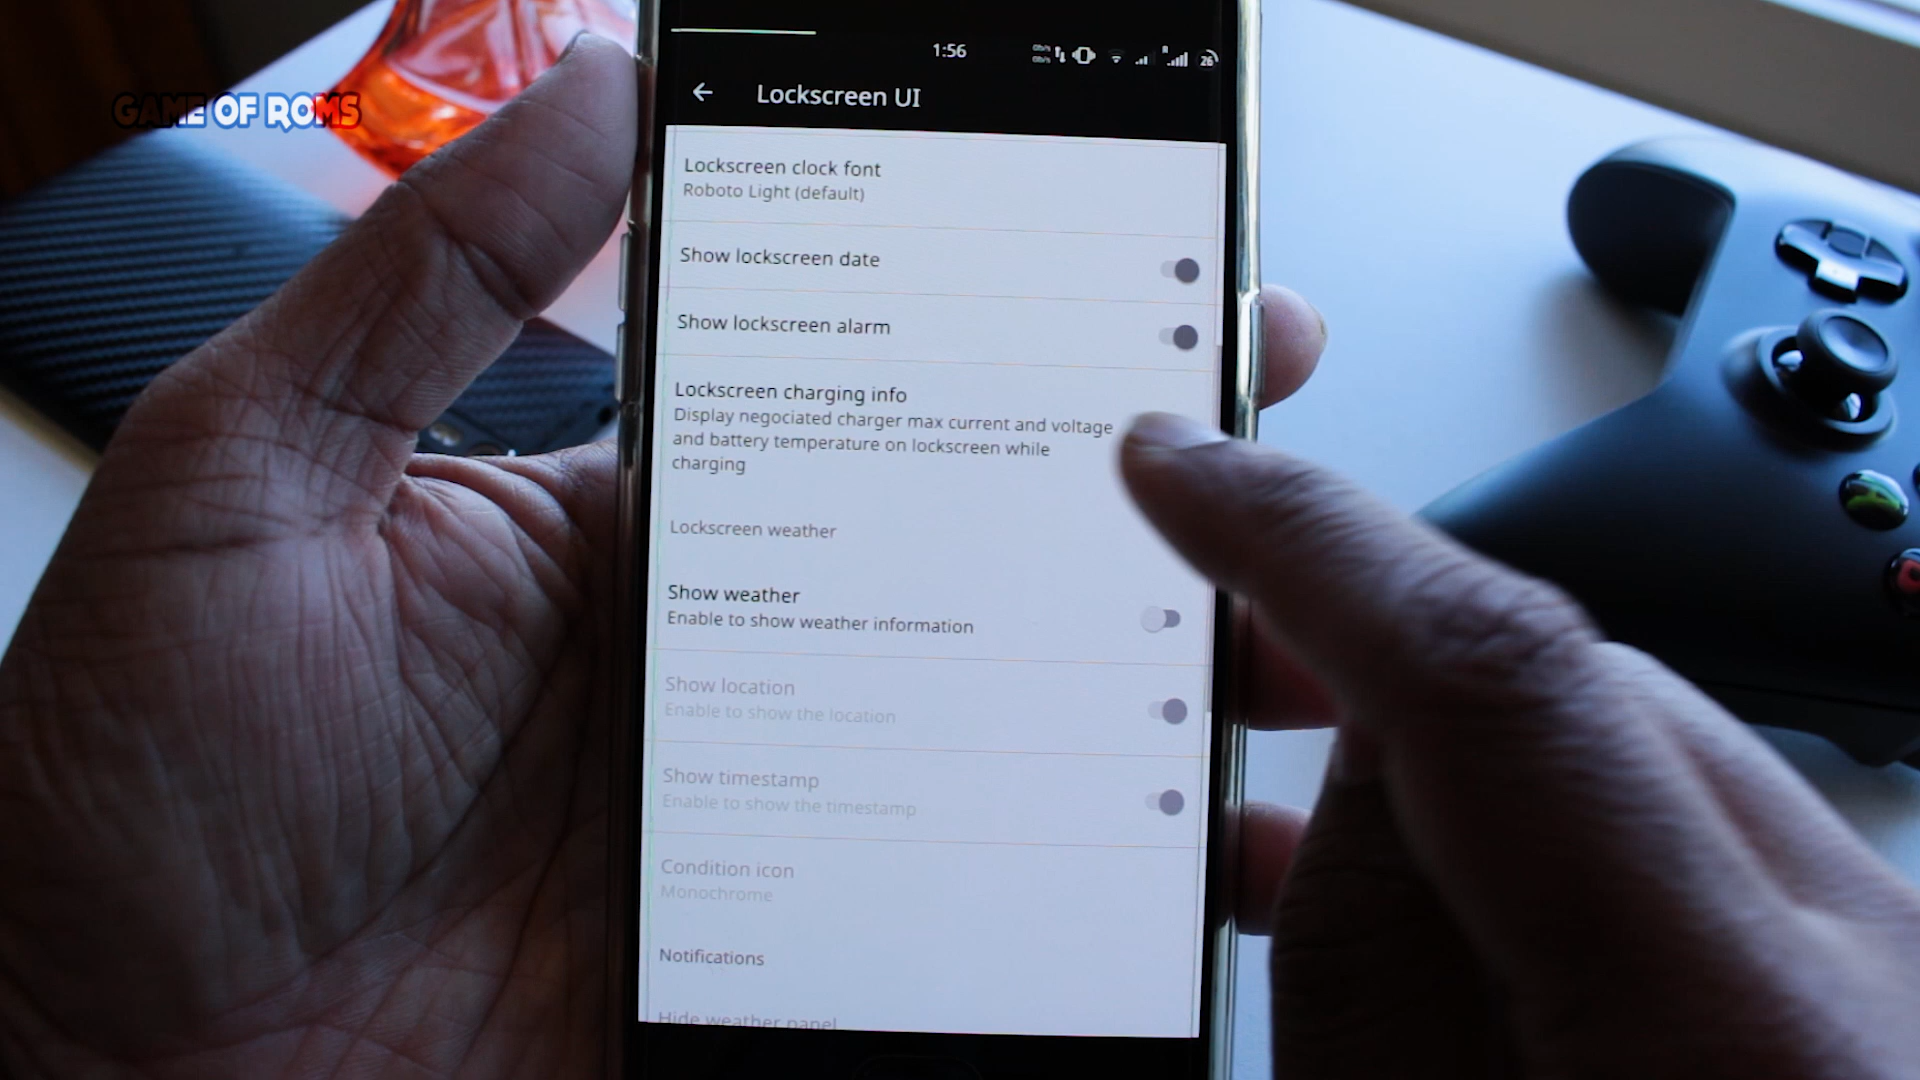 GAME OF ROMS
1:56
26
Lockscreen UI
Lockscreen clock font
Roboto Light (default)
Show lockscreen date
Show lockscreen alarm
Lockscreen charging info
Display negociated charger max current and voltage
and battery temperature on lockscreen while
charging
Lockscreen weather
Show weather
Enable to show weather information
Show location
Enable to show the location
Show timestamp
Enable to show the timestamp
Condition icon
Monochrome
Notifications
Hide weather panel